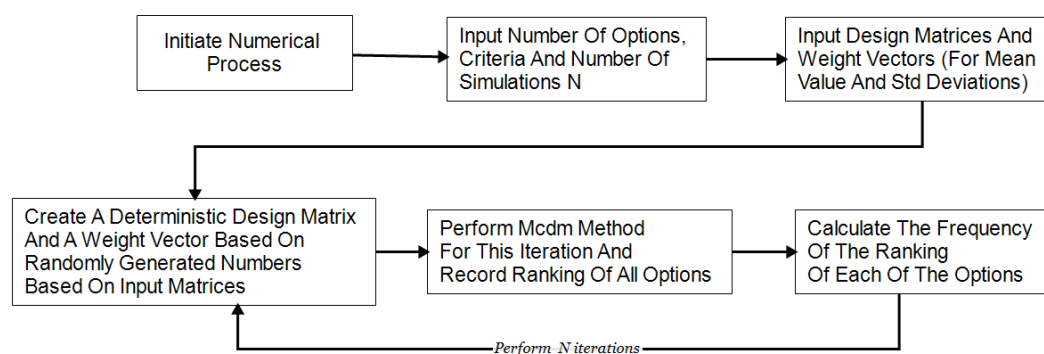 Initiate Numerical
Process
Input Number Of Options,
Criteria And Number Of
Simulations N
Input Design Matrices And
Weight Vectors (For Mean
Value And Std Deviations)
Create A Deterministic Design Matrix
And A Weight Vector Based On
Randomly Generated Numbers
Based On Input Matrices
Perform Mcdm Method
For This Iteration And
Record Ranking Of All Options
Calculate The Frequency
Of The Ranking
Of Each Of The Options
Perform N iterations